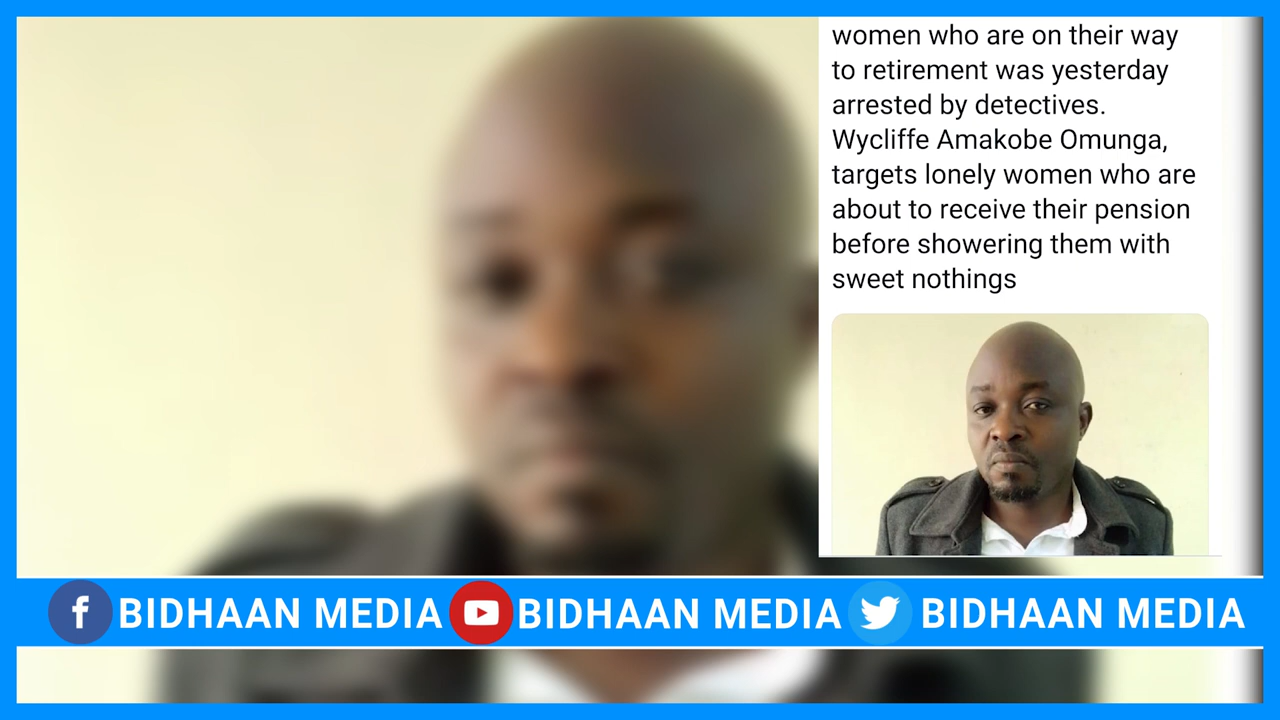 women who are on their way
to retirement was yesterday
arrested by detectives.
Wycliffe Amakobe Omunga,
targets lonely women who are
about to receive their pension
before showering them with
sweet nothings
BIDHAAN MEDIA BIDHAAN MEDIA BIDHAAN MEDIA